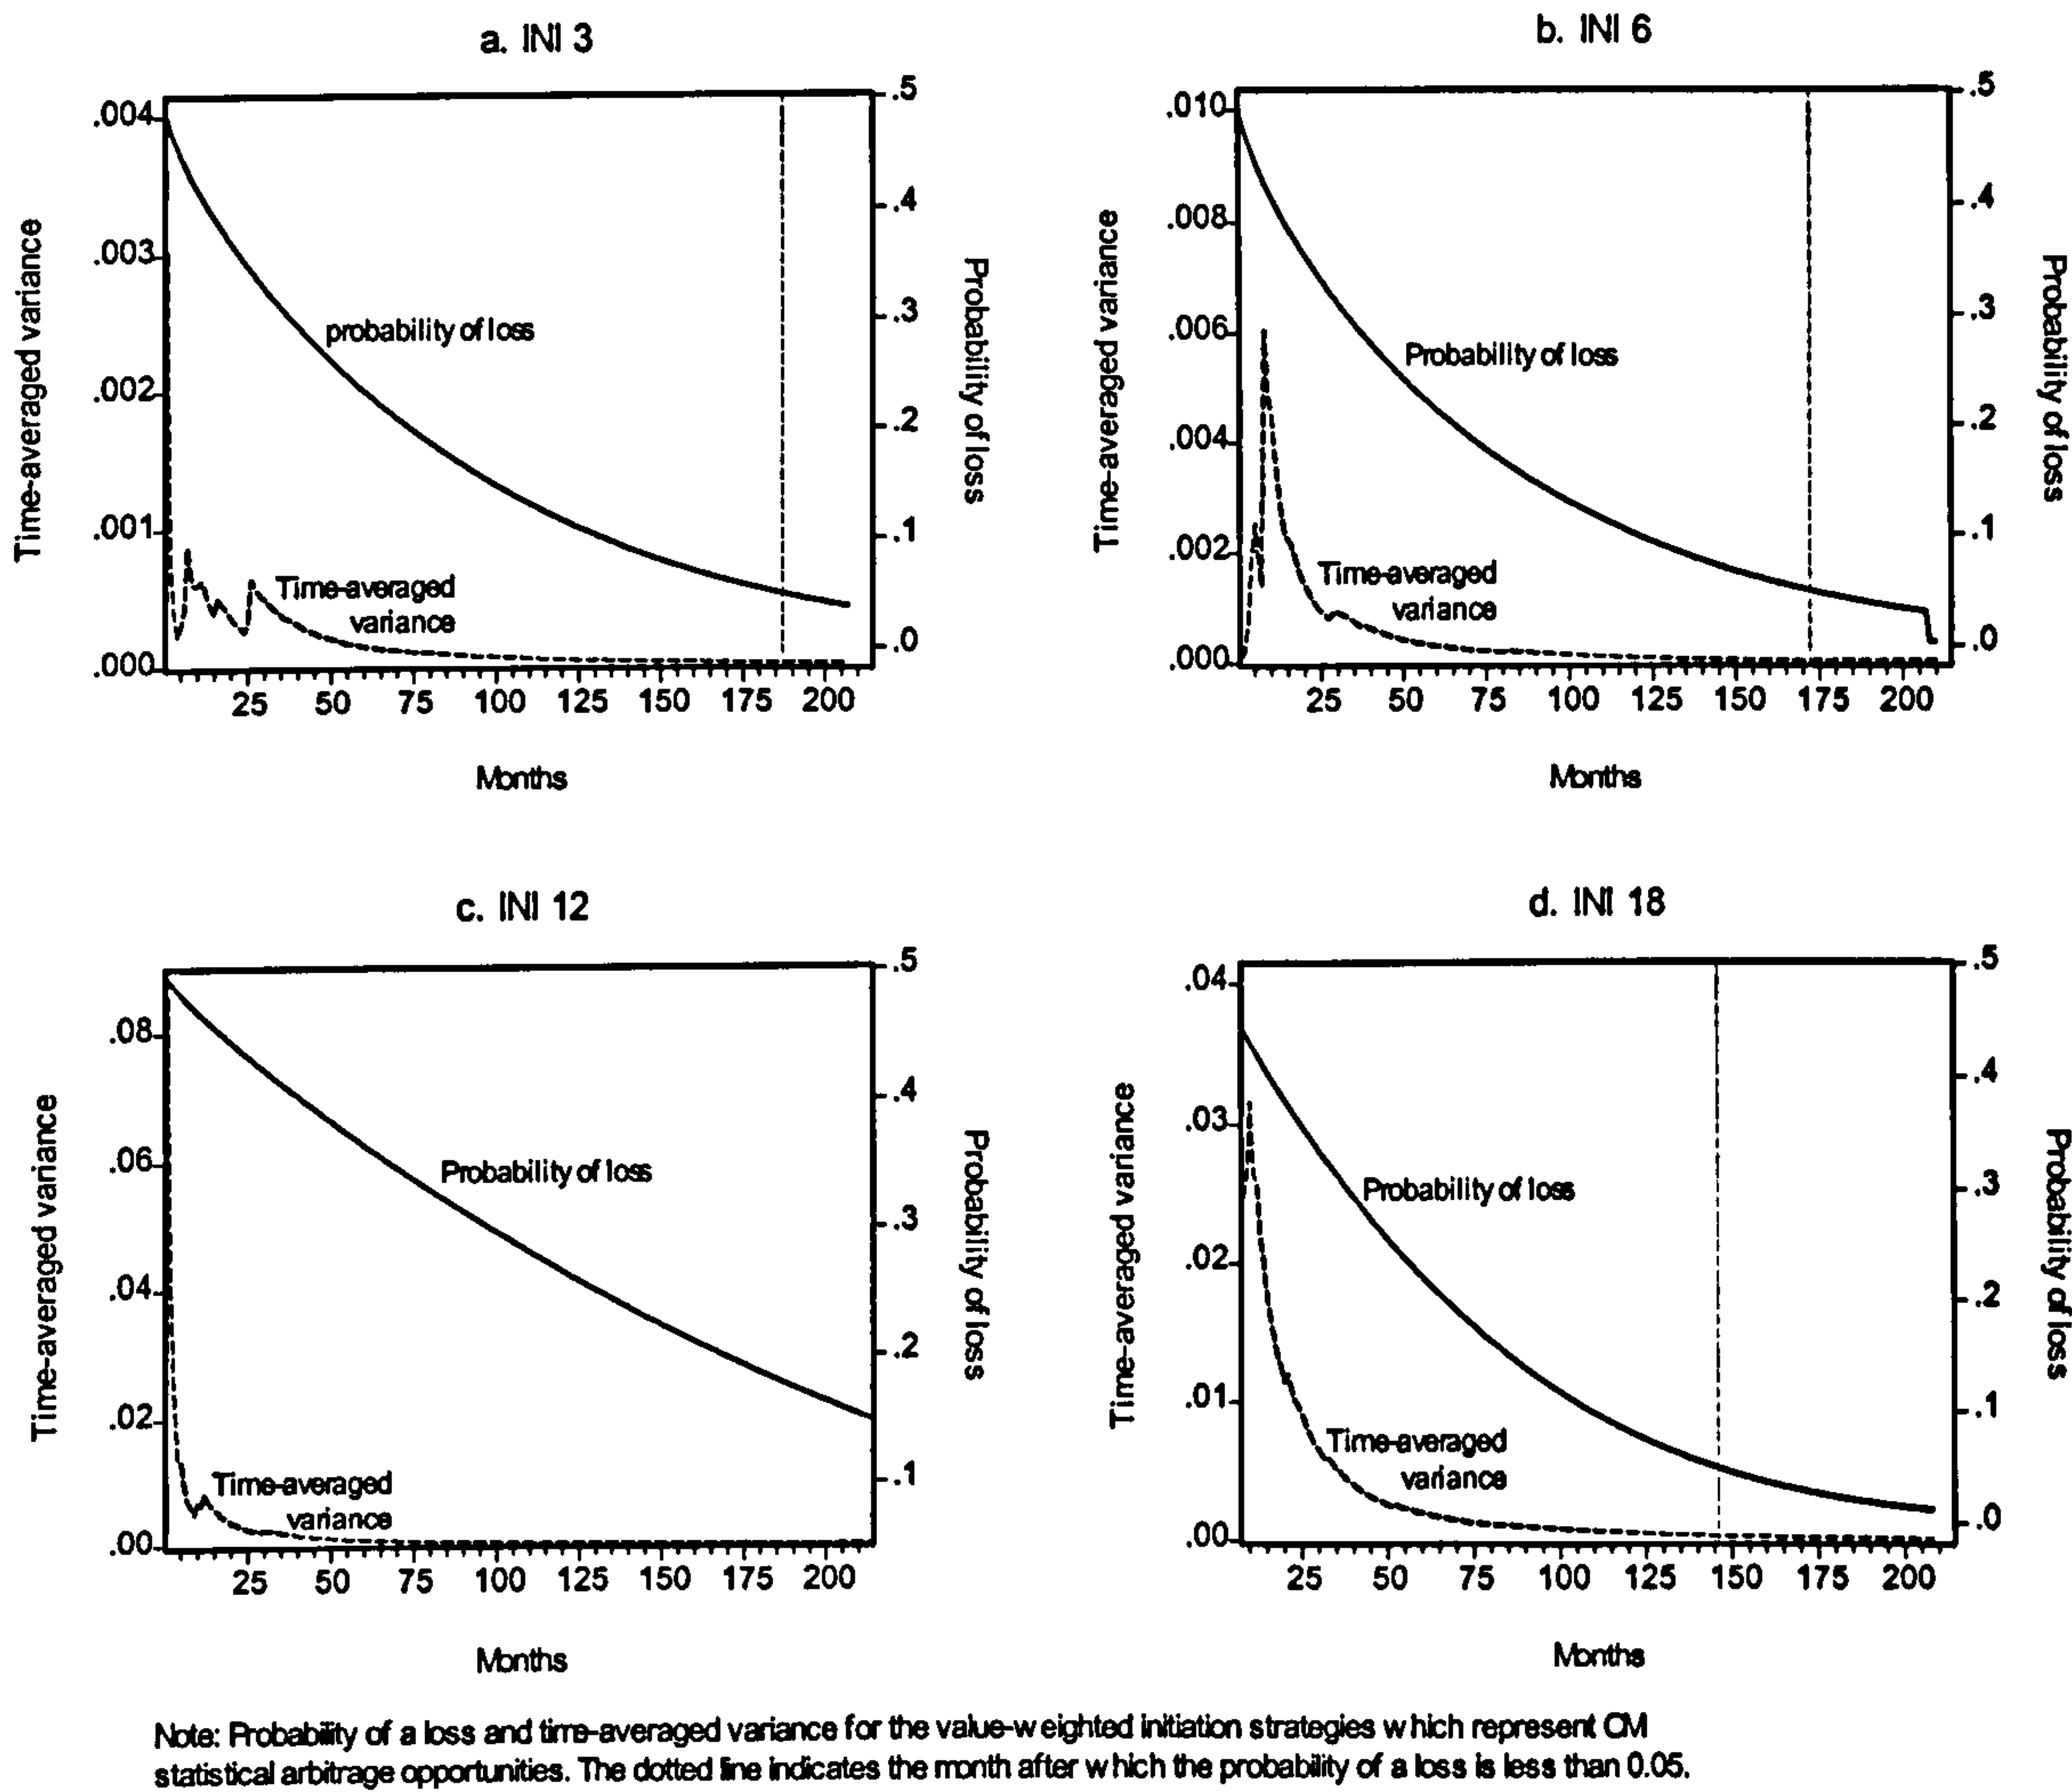 a. INI 3
.004
.003
.002
.001
.000
.5
.4
.3
.2
.1
.0
Time-averaged variance
Probability of loss
probability of loss
Time-averaged
variance
25 50 75 100 125 150 175 200
Months
b. INI 6
.010
.008
.006
.004
.002
.000
.5
.4
.3
.2
.1
.0
Time-averaged variance
Probability of loss
Probability of loss
Time-averaged
variance
25 50 75 100 125 150 175 200
Months
c. INI 12
.08
.06
.04
.02
.00
.5
.4
.3
.2
.1
Time-averaged variance
Probability of loss
Probability of loss
Time-averaged
variance
25 50 75 100 125 150 175 200
Months
d. INI 18
.04
.03
.02
.01
.00
.5
.4
.3
.2
.1
.0
Time-averaged variance
Probability of loss
Probability of loss
Time-averaged
variance
25 50 75 100 125 150 175 200
Months
Note: Probability of a loss and time-averaged variance for the value-weighted initiation strategies which represent CM
statistical arbitrage opportunities. The dotted line indicates the month after which the probability of a loss is less than 0.05.